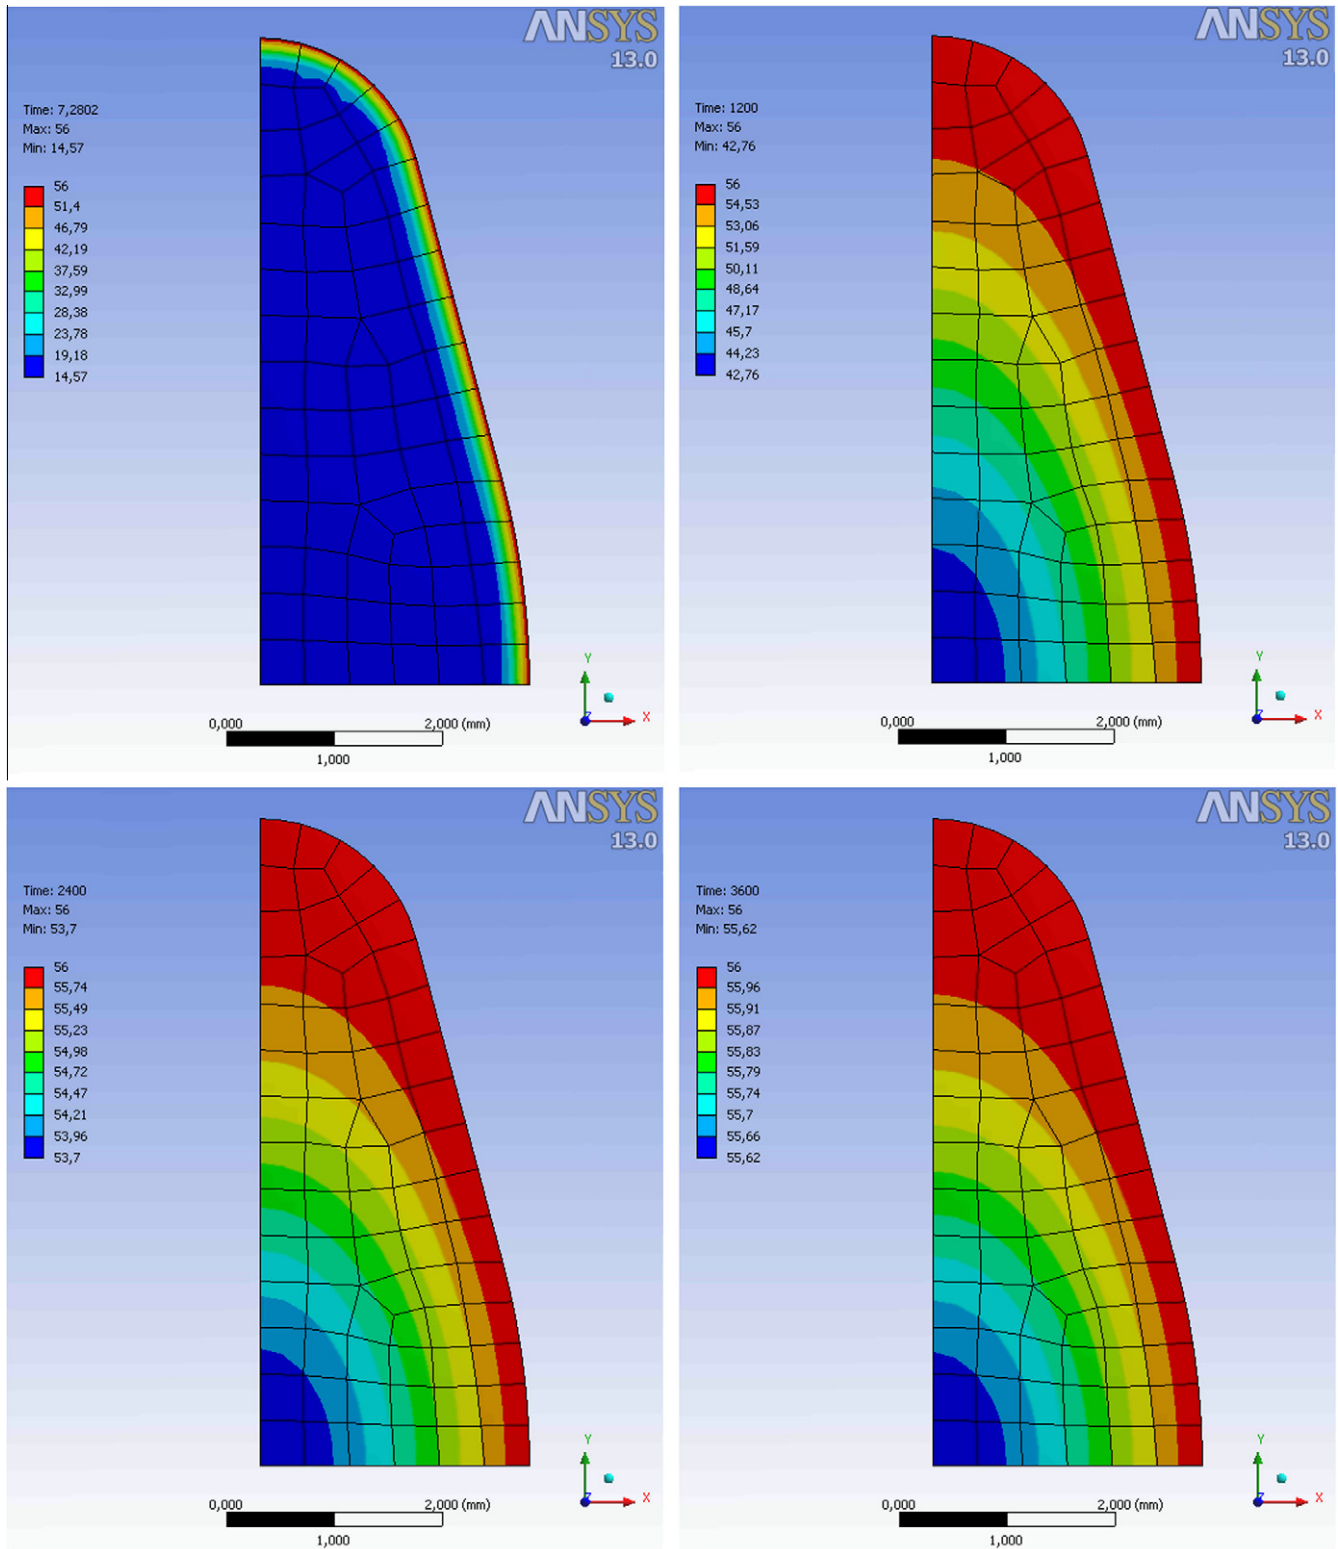 ANSYS
13.0
Time: 7,2802
Max: 56
Min: 14,57
56
51,4
46,79
42,19
37,59
32,99
28,38
23,78
19,18
14,57
Y
Z
X
0,000
2,000 (mm)
1,000
ANSYS
13.0
Time: 1200
Max: 56
Min: 42,76
56
54,53
53,06
51,59
50,11
48,64
47,17
45,7
44,23
42,76
Y
Z
X
0,000
2,000 (mm)
1,000
ANSYS
13.0
Time: 2400
Max: 56
Min: 53,7
56
55,74
55,49
55,23
54,98
54,72
54,47
54,21
53,96
53,7
Y
Z
X
0,000
2,000 (mm)
1,000
ANSYS
13.0
Time: 3600
Max: 56
Min: 55,62
56
55,96
55,91
55,87
55,83
55,79
55,74
55,7
55,66
55,62
Y
Z
X
0,000
2,000 (mm)
1,000